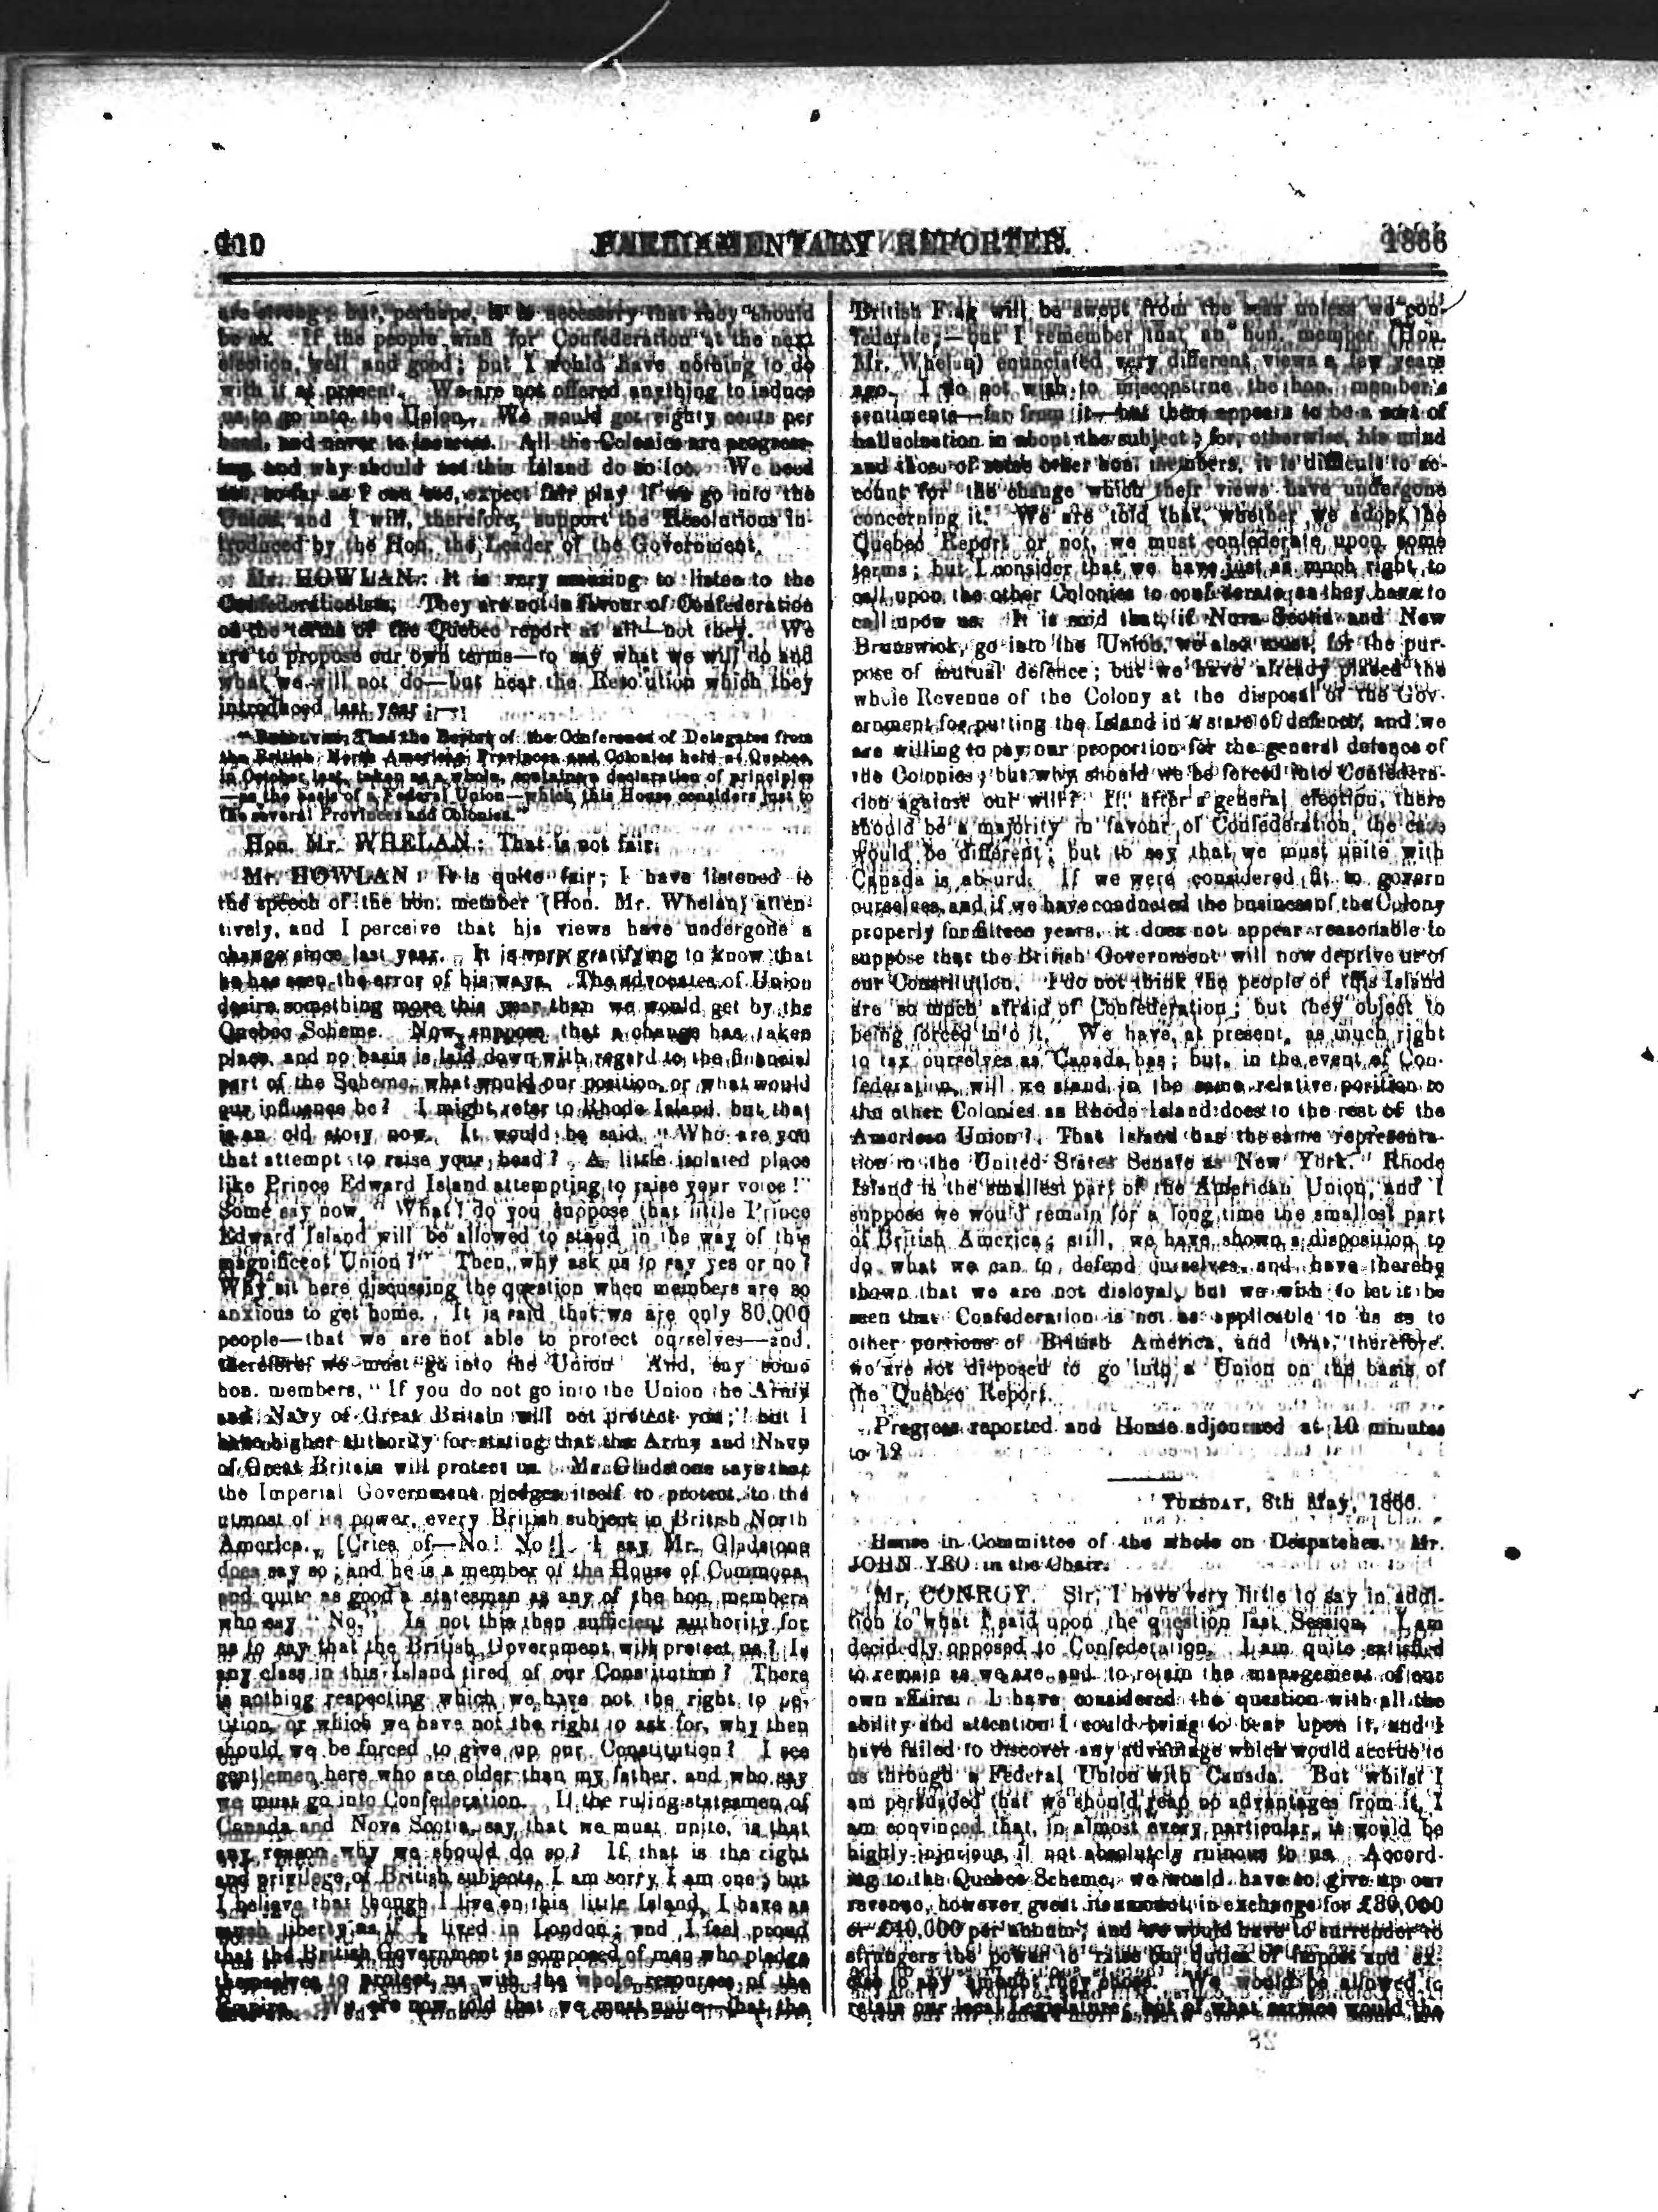 110
PARLIAMENTARY REPORTER.
1866
are strong; but, perhaps, it is necessary that they should
be so. If the people wish for Confederation at the next
election, well and good; but I would have nothing to do
with it at present. We are not offered anything to induce
us to go into the Union. We would get eighty cents per
head, and never to increase. All the Colonies are progress-
ing, and why should not this Island do so too. We need
not, so far as I can see, expect fair play if we go into the
Union, and I will, therefore, support the Resolutions in-
troduced by the Hon. the Leader of the Government.
Mr. HOWLAN: It is very amusing to listen to the
Confederationists. They are not in favour of Confederation
on the terms of the Quebec report at all—not they. We
are to propose our own terms—to say what we will do and
what we will not do—but hear the Resolution which they
introduced last year:—
"Resolved, That the Report of the Conference of Delegates from
the British North American Provinces and Colonies held at Quebec,
in October last, taken as a whole, contains a declaration of principles
—as the basis of a Federal Union—which this House considers just to
the several Provinces and Colonies."
Hon. Mr. WHELAN: That is not fair.
Mr. HOWLAN: It is quite fair; I have listened to
the speech of the hon. member (Hon. Mr. Whelan) atten-
tively, and I perceive that his views have undergone a
change since last year. It is very gratifying to know that
he has seen the error of his ways. The advocates of Union
desire something more this year than we would get by the
Quebec Scheme. Now, suppose that a change has taken
place, and no basis is laid down with regard to the financial
part of the Scheme, what would our position, or what would
our influence be? I might refer to Rhode Island, but that
is an old story now. It would be said, "Who are you
that attempt to raise your head? A little isolated place
like Prince Edward Island attempting to raise your voice!"
Some say now, "What! do you suppose that little Prince
Edward Island will be allowed to stand in the way of this
magnificent Union?" Then, why ask us to say yes or no?
Why sit here discussing the question when members are so
anxious to get home. It is said that we are only 80,000
people—that we are not able to protect ourselves—and,
therefore, we must go into the Union. And, say some
hon. members, "If you do not go into the Union the Army
and Navy of Great Britain will not protect you;" but I
have higher authority for stating that the Army and Navy
of Great Britain will protect us. Mr. Gladstone says that
the Imperial Government pledges itself to protect, to the
utmost of its power, every British subject in British North
America. [Cries of—No! No!] I say Mr. Gladstone
does say so; and he is a member of the House of Commons,
and quite as good a statesman as any of the hon. members
who say "No." Is not this then sufficient authority for
us to say that the British Government will protect us? Is
any class in this Island tired of our Constitution? There
is nothing respecting which we have not the right to pe-
tition, or which we have not the right to ask for, why then
should we be forced to give up our Constitution? I see
gentlemen here who are older than my father, and who say
we must go into Confederation. If the ruling statesmen of
Canada and Nova Scotia, say that we must unite, is that
any reason why we should do so? If that is the right
and privilege of British subjects, I am sorry I am one; but
I believe that though I live on this little Island, I have as
much liberty as if I lived in London; and I feel proud
that the British Government is composed of men who pledge
themselves to protect us with the whole resources of the
Empire. We are now told that we must unite—that the
British Flag will be swept from the seas unless we con-
federate;—but I remember that an hon. member (Hon.
Mr. Whelan) enunciated very different views a few years
ago. I do not wish to misconstrue the hon. member's
sentiments—far from it—but there appears to be a sort of
hallucination in about the subject; for, otherwise, his mind
and those of some other hon. members, it is difficult to ac-
count for the change which their views have undergone
concerning it. We are told that, whether we adopt the
Quebec Report or not, we must confederate upon some
terms; but I consider that we have just as much right to
call upon the other Colonies to confederate as they have to
call upon us. It is said that, if Nova Scotia and New
Brunswick, go into the Union, we also must, for the pur-
pose of mutual defence; but we have already placed the
whole Revenue of the Colony at the disposal of the Gov-
ernment for putting the Island in a state of defence, and we
are willing to pay our proportion for the general defence of
the Colonies; but why should we be forced into Confedera-
tion against our will? If, after a general election, there
should be a majority in favour of Confederation, the case
would be different; but to say that we must unite with
Canada is absurd. If we were considered fit to govern
ourselves, and if we have conducted the business of the Colony
properly for fifteen years, it does not appear reasonable to
suppose that the British Government will now deprive us of
our Constitution. I do not think the people of this Island
are so much afraid of Confederation; but they object to
being forced into it. We have, at present, as much right
to tax ourselves as Canada has; but, in the event of Con-
federation, will we stand in the same relative position to
the other Colonies as Rhode Island does to the rest of the
American Union? That Island has the same representa-
tion in the United States Senate as New York. Rhode
Island is the smallest part of the American Union, and I
suppose we would remain for a long time the smallest part
of British America; still, we have shown a disposition to
do what we can to defend ourselves, and have thereby
shown that we are not disloyal, but we wish to let it be
seen that Confederation is not as applicable to us as to
other portions of British America, and that, therefore,
we are not disposed to go into a Union on the basis of
the Quebec Report.
Progress reported and House adjourned at 10 minutes
to 12
TUESDAY, 8th May, 1866.
House in Committee of the whole on Despatches. Mr.
JOHN YEO in the Chair.
Mr. CONROY. Sir, I have very little to say in addi-
tion to what I said upon the question last Session. I am
decidedly opposed to Confederation. I am quite satisfied
to remain as we are, and to retain the management of our
own affairs. I have considered the question with all the
ability and attention I could bring to bear upon it, and I
have failed to discover any advantage which would accrue to
us through a Federal Union with Canada. But whilst I
am persuaded that we should reap no advantages from it, I
am convinced that, in almost every particular, it would be
highly injurious, if not absolutely ruinous to us. Accord-
ing to the Quebec Scheme, we would have to give up our
revenue, however great its amount, in exchange for £39,000
or £40,000 per annum; and we would have to surrender to
strangers the power to raise our duties of impost and ex-
cise to any amount they chose. We would be allowed to
retain our local Legislature; but of what service would the
28